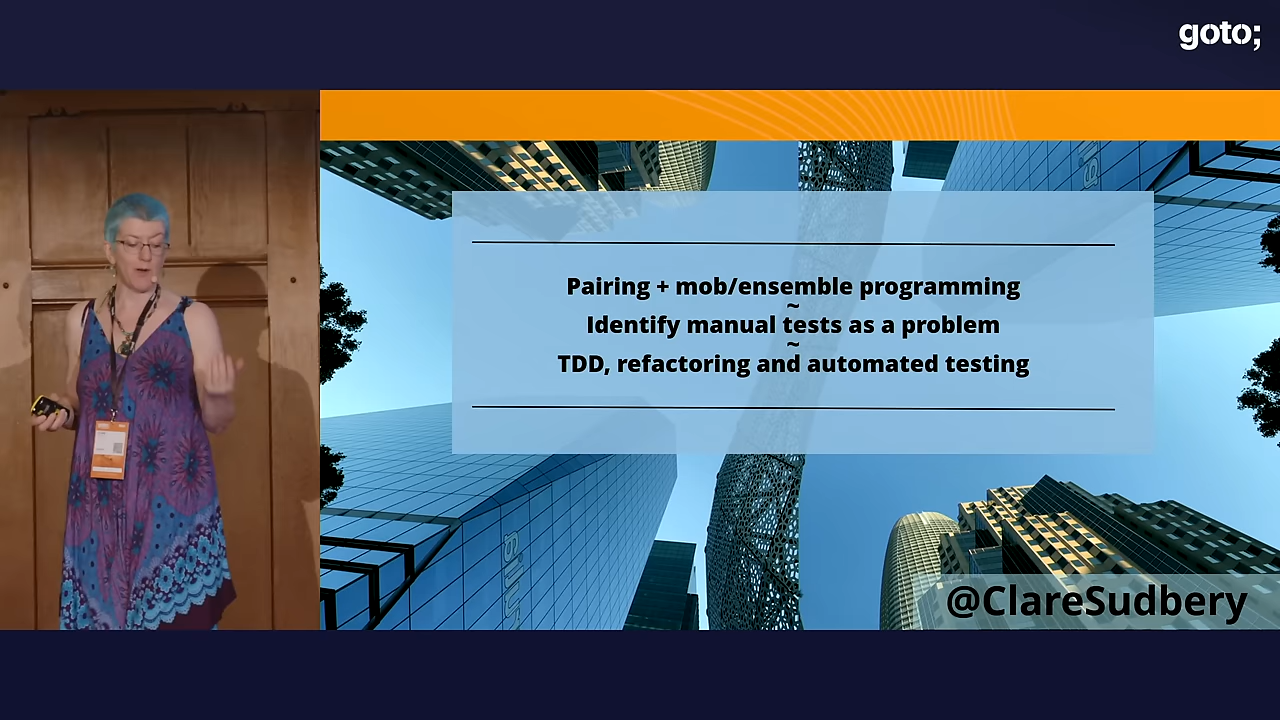 goto;
Pairing + mob/ensemble programming
~
Identify manual tests as a problem
~
TDD, refactoring and automated testing
@ClareSudbery